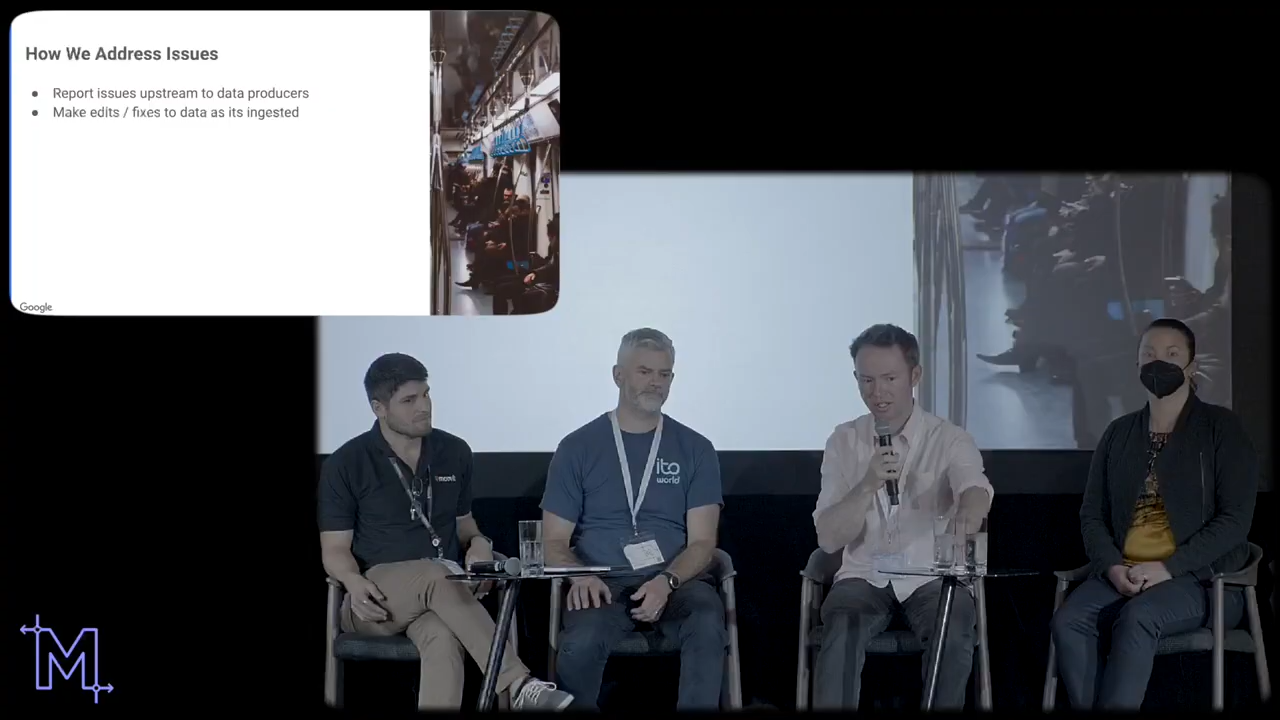 How We Address Issues
Report issues upstream to data producers
Make edits / fixes to data as its ingested
Google
ito
world
M